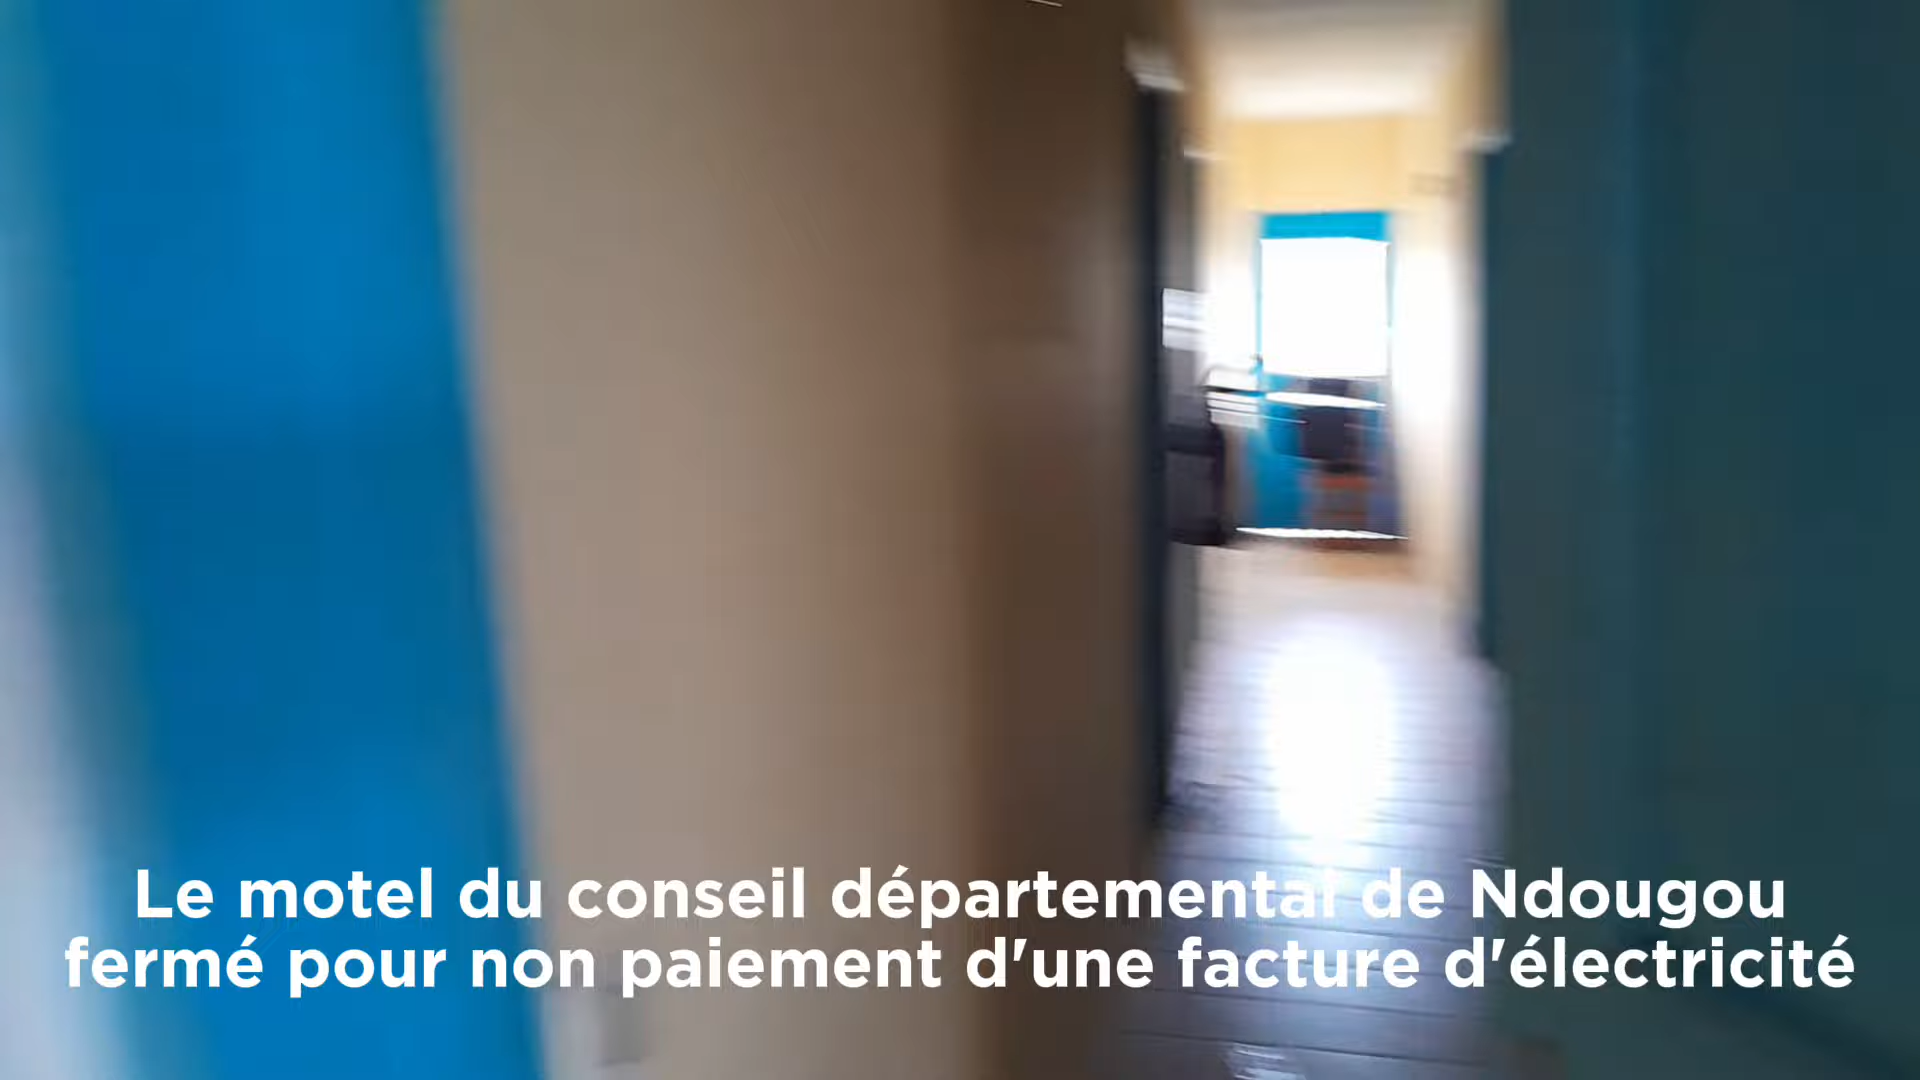 Le motel du conseil départemental de Ndougou
fermé pour non paiement d'une facture d'électricité